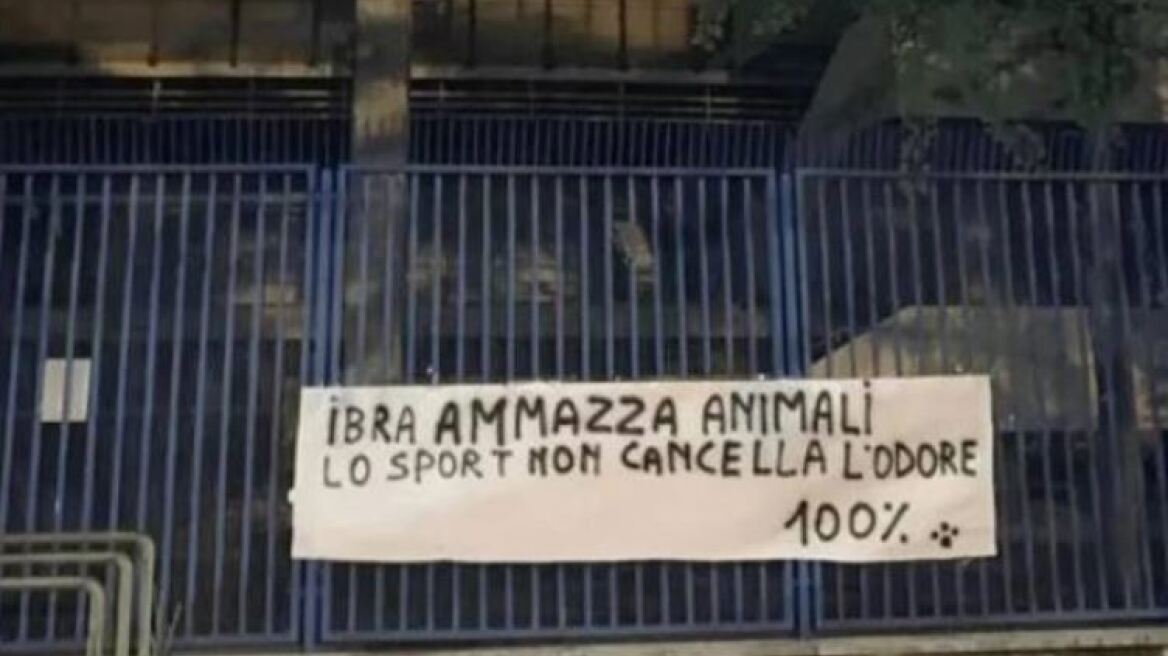 iBRA AMMAZZA ANiMALi
LO SPORT NON CANCELLA L'ODORE
100%